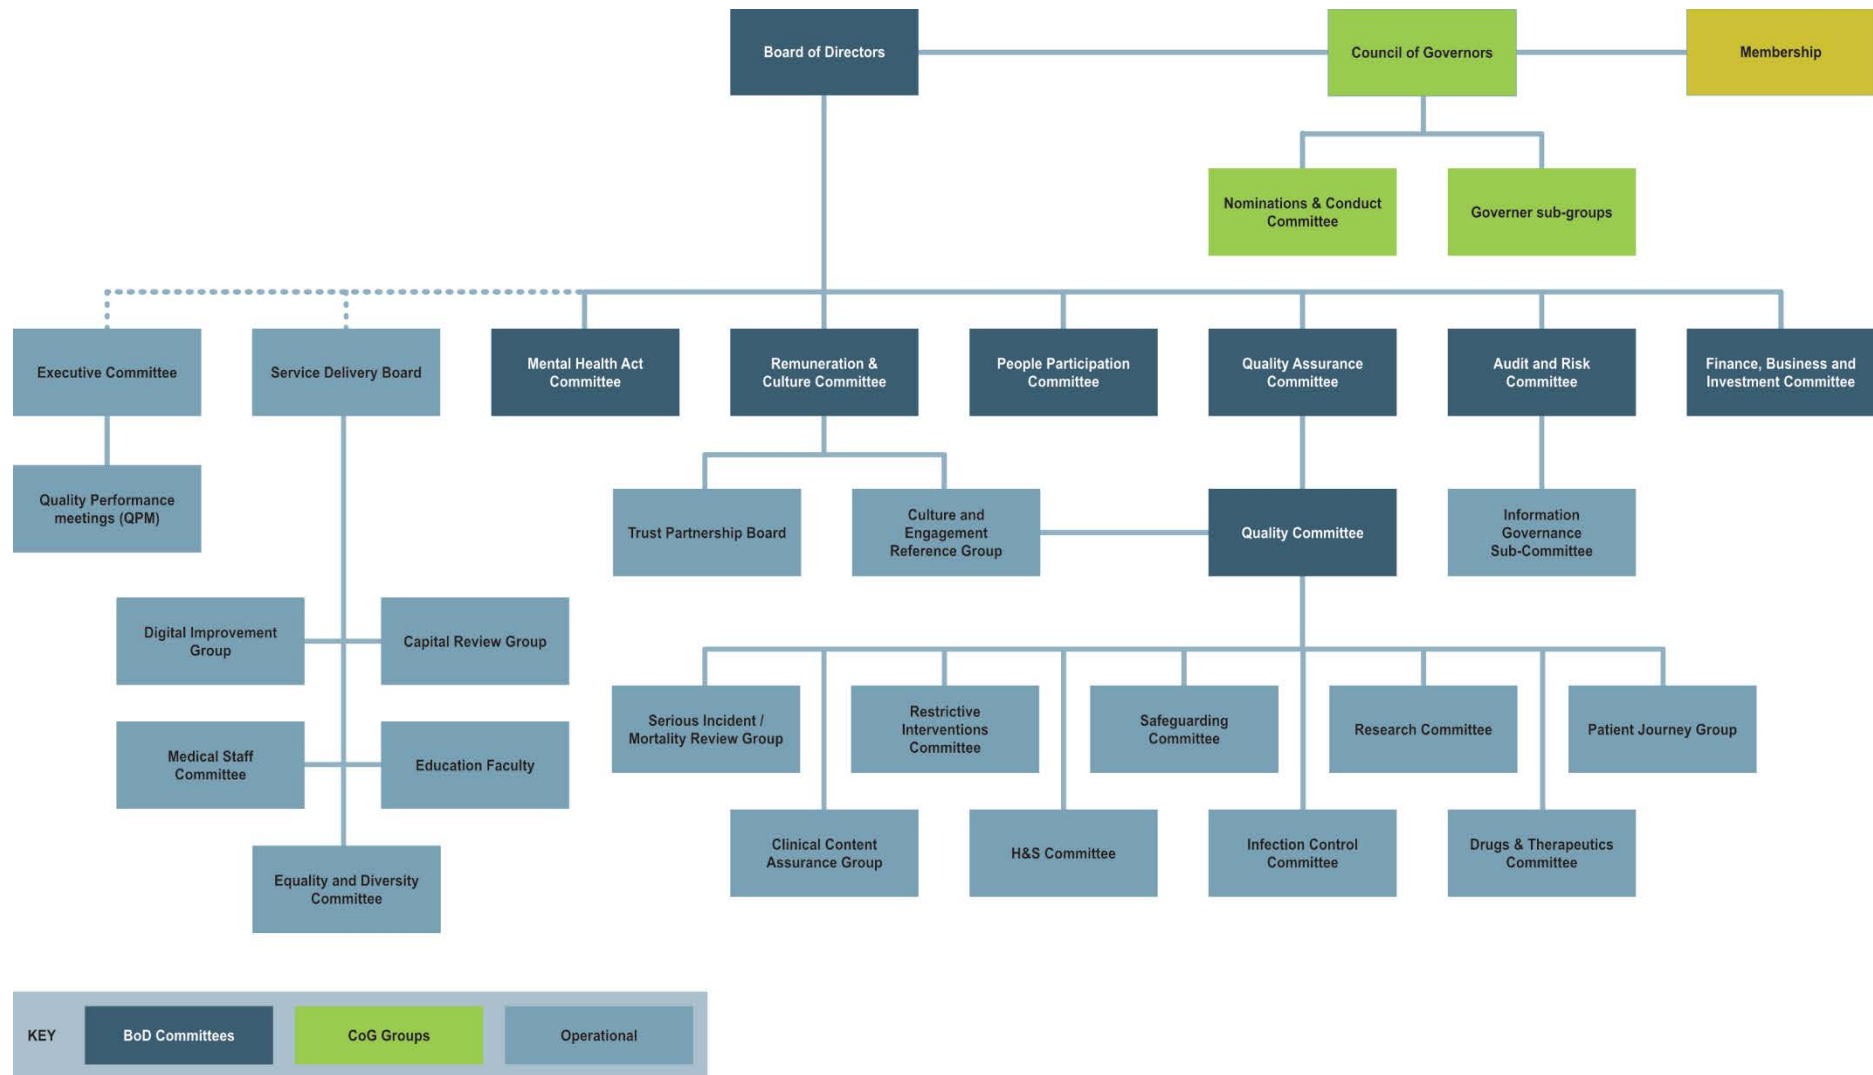 Board of Directors
Council of Governors
Membership
Nominations & Conduct
Committee
Governer sub-groups
Executive Committee
Service Delivery Board
Mental Health Act
Committee
Remuneration &
Culture Committee
People Participation
Committee
Quality Assurance
Committee
Audit and Risk
Committee
Finance, Business and
Investment Committee
Quality Performance
meetings (QPM)
Trust Partnership Board
Culture and
Engagement
Reference Group
Quality Committee
Information
Governance
Sub-Committee
Digital Improvement
Group
Capital Review Group
Serious Incident /
Mortality Review Group
Restrictive
Interventions
Committee
Safeguarding
Committee
Research Committee
Patient Journey Group
Medical Staff
Committee
Education Faculty
Clinical Content
Assurance Group
H&S Committee
Infection Control
Committee
Drugs & Therapeutics
Committee
Equality and Diversity
Committee
KEY
BoD Committees
CoG Groups
Operational